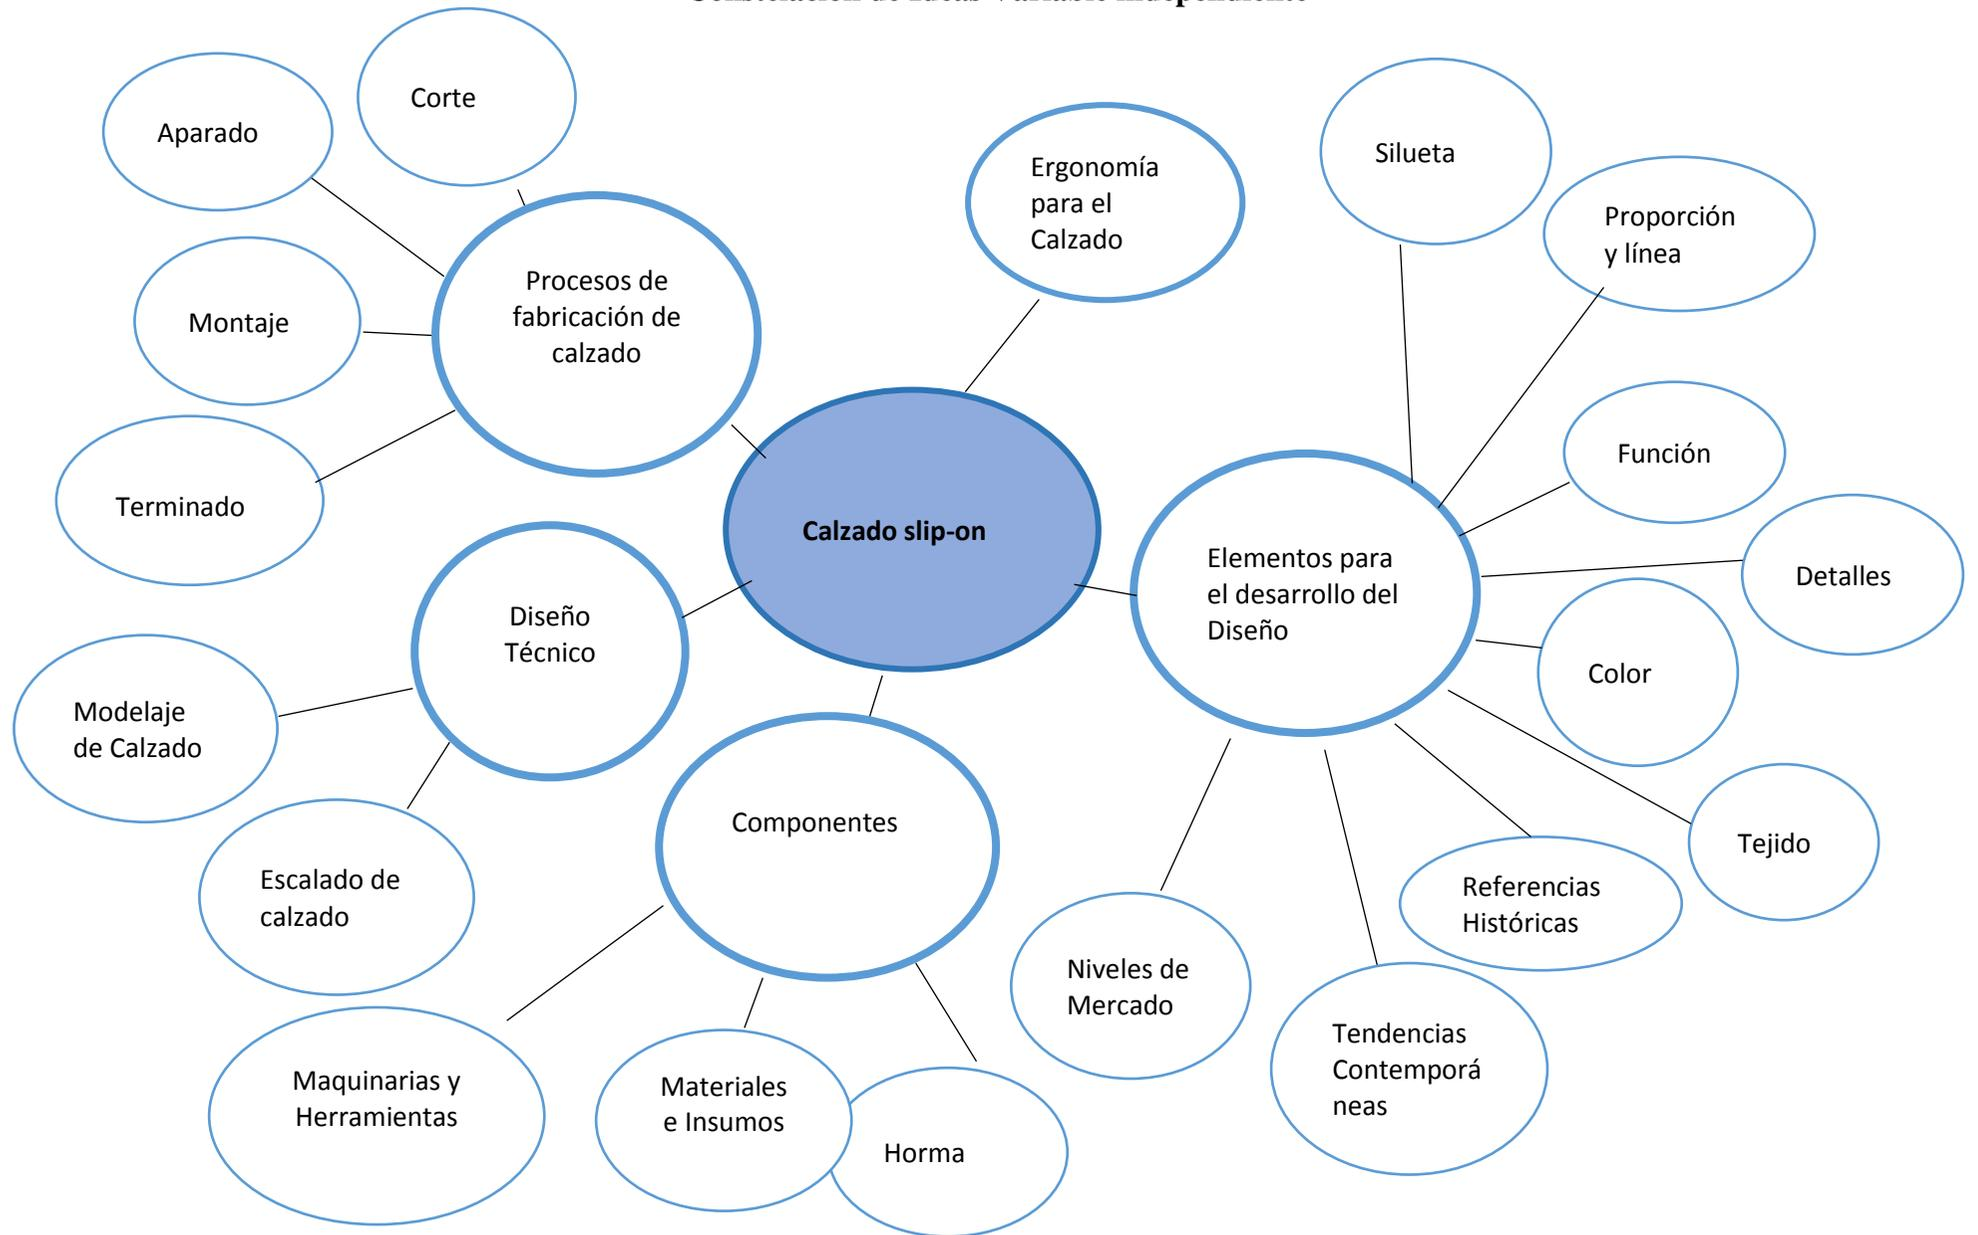 Corte
Aparado
Silueta
Ergonomía
para el
Calzado
Proporción
y línea
Procesos de
fabricación de
calzado
Montaje
Función
Terminado
Calzado slip-on
Elementos para
el desarrollo del
Diseño
Detalles
Diseño
Técnico
Color
Modelaje
de Calzado
Componentes
Tejido
Escalado de
calzado
Referencias
Históricas
Niveles de
Mercado
Tendencias
Contemporá
neas
Maquinarias y
Herramientas
Materiales
e Insumos
Horma